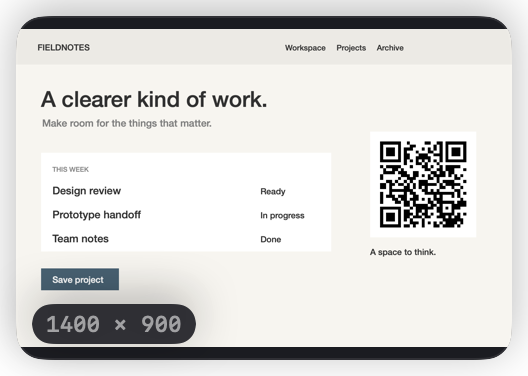 FIELDNOTES
Workspace Projects Archive
A clearer kind of work.
Make room for the things that matter.
THIS WEEK
Design review Ready
Prototype handoff In progress
Team notes Done
A space to think.
Save project
1400 × 900